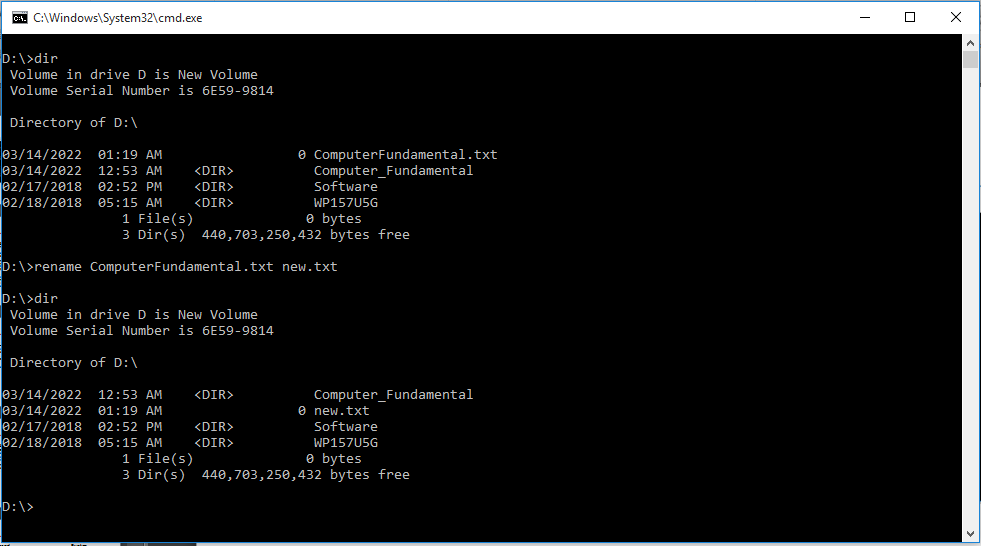 C:\Windows\System32\cmd.exe
D:\>dir
Volume in drive D is New Volume
Volume Serial Number is 6E59-9814
Directory of D:\
03/14/2022  01:19 AM                 0 ComputerFundamental.txt
03/14/2022  12:53 AM    <DIR>          Computer_Fundamental
02/17/2018  02:52 PM    <DIR>          Software
02/18/2018  05:15 AM    <DIR>          WP157U5G
1 File(s)              0 bytes
3 Dir(s)  440,703,250,432 bytes free
D:\>rename ComputerFundamental.txt new.txt
D:\>dir
Volume in drive D is New Volume
Volume Serial Number is 6E59-9814
Directory of D:\
03/14/2022  12:53 AM    <DIR>          Computer_Fundamental
03/14/2022  01:19 AM                 0 new.txt
02/17/2018  02:52 PM    <DIR>          Software
02/18/2018  05:15 AM    <DIR>          WP157U5G
1 File(s)              0 bytes
3 Dir(s)  440,703,250,432 bytes free
D:\>